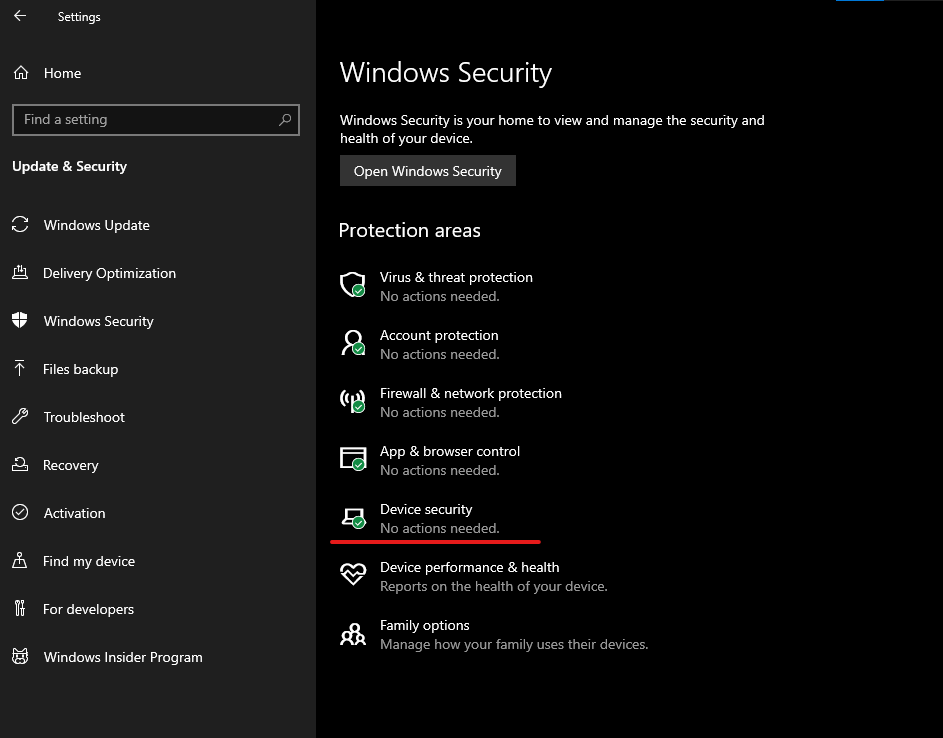 Settings
Home
Find a setting
Update & Security
Windows Update
Delivery Optimization
Windows Security
Files backup
Troubleshoot
Recovery
Activation
Find my device
For developers
Windows Insider Program
Windows Security
Windows Security is your home to view and manage the security and
health of your device.
Open Windows Security
Protection areas
Virus & threat protection
No actions needed.
Account protection
No actions needed.
Firewall & network protection
No actions needed.
App & browser control
No actions needed.
Device security
No actions needed.
Device performance & health
Reports on the health of your device.
Family options
Manage how your family uses their devices.